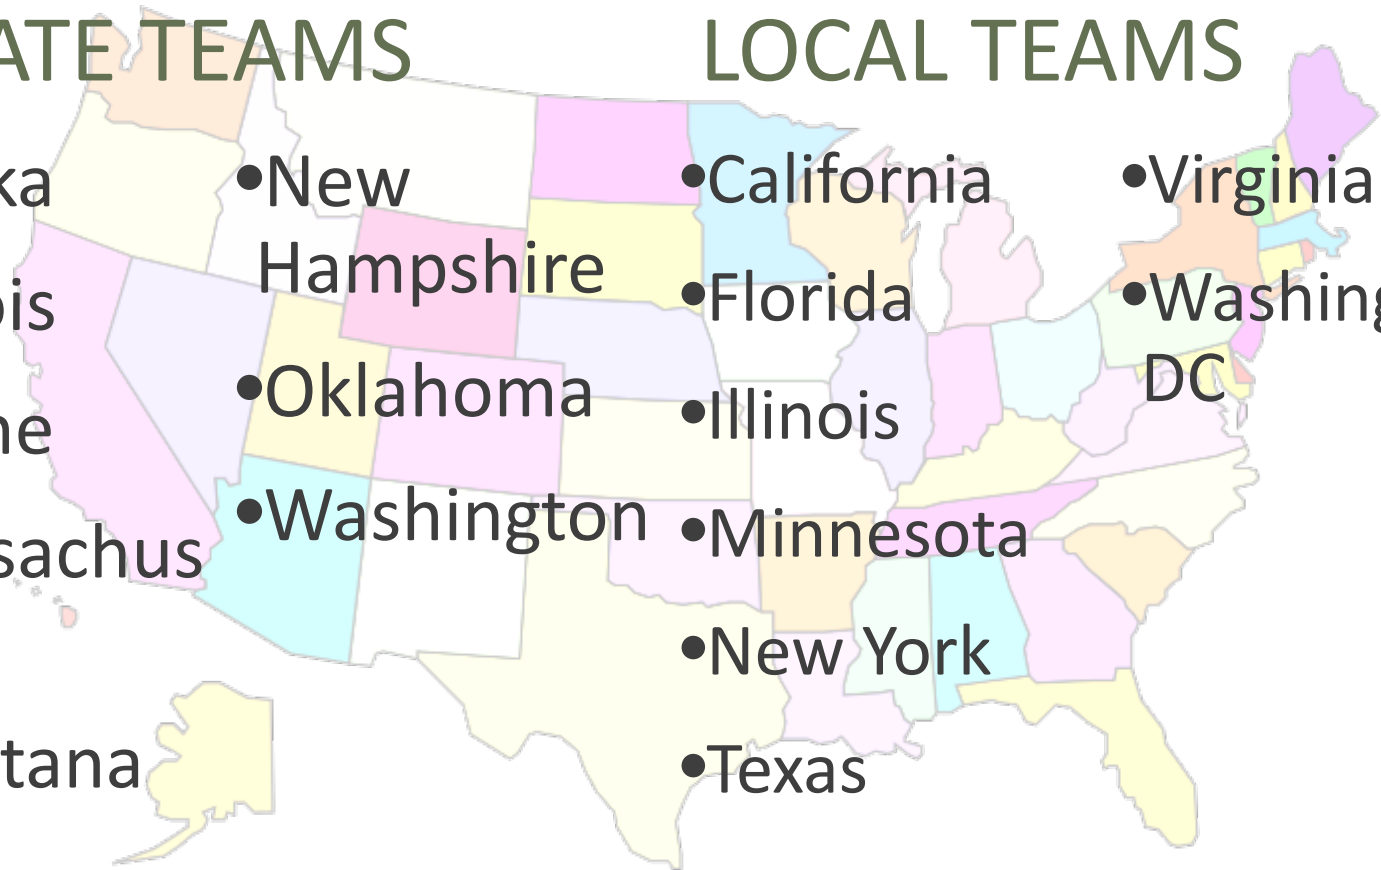 ATE TEAMS
ka
ois
ne
sachus
tana
•New
Hampshire
•Oklahoma
•Washington
LOCAL TEAMS
•California
•Florida
•Illinois
•Minnesota
•New York
•Texas
•Virginia
•Washing
DC